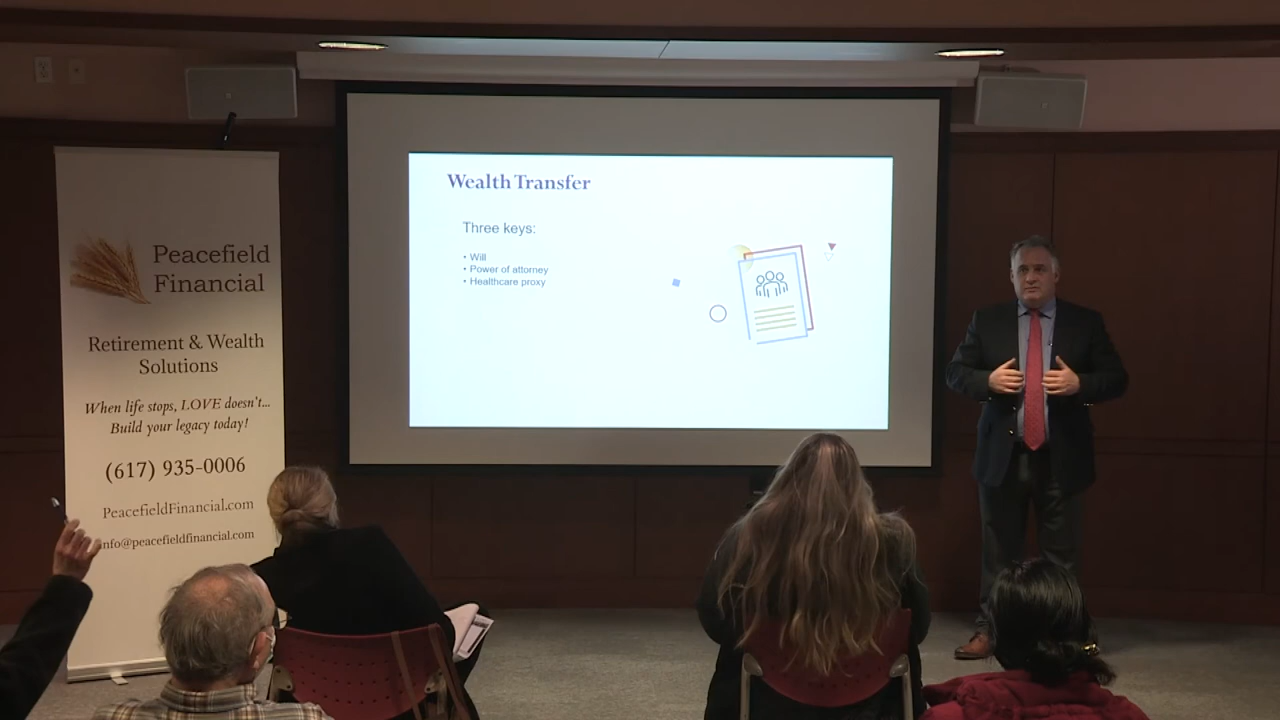 Peacefield
Financial
Retirement & Wealth
Solutions
When life stops, LOVE doesn't...
Build your legacy today!
(617) 935-0006
PeacefieldFinancial.com
info@peacefieldfinancial.com
Wealth Transfer
Three keys:
• Will
• Power of attorney
• Healthcare proxy